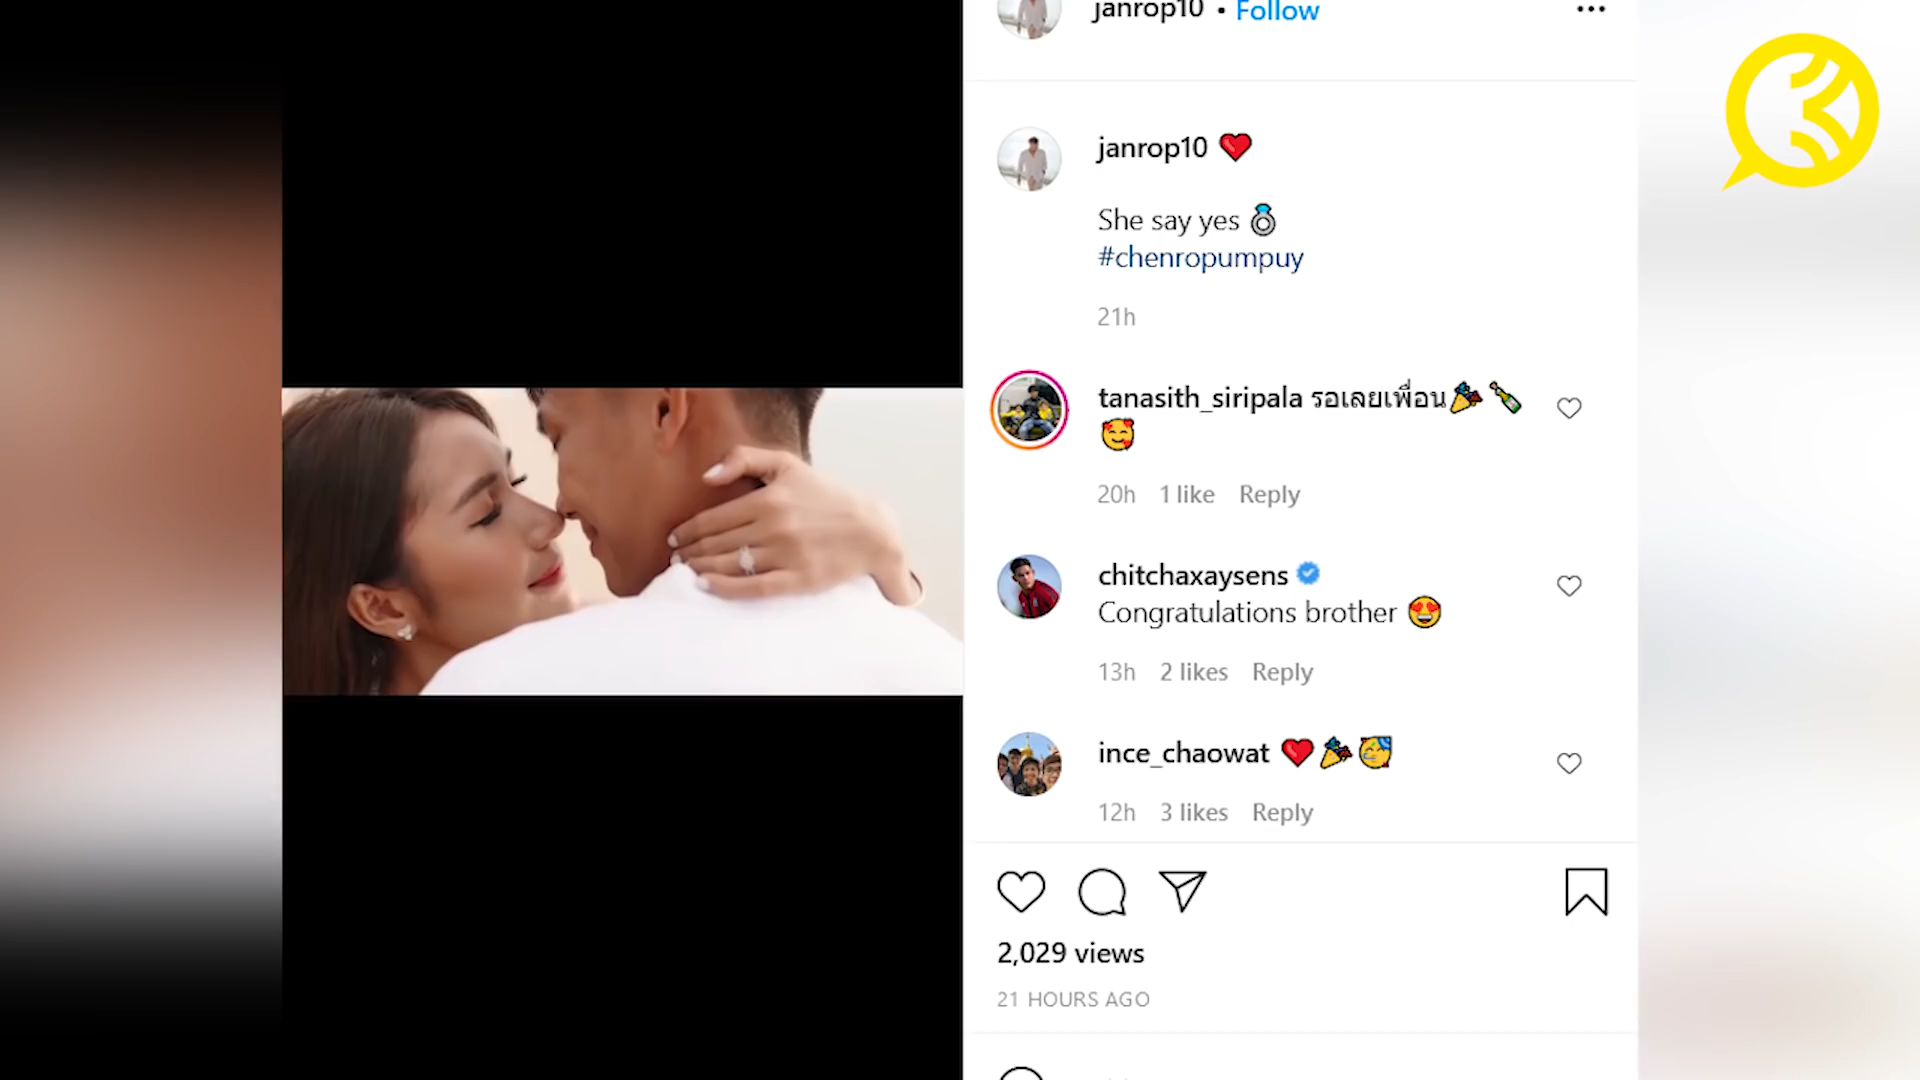 janrop10 • Follow
janrop10 ❤️
She say yes 💍
#chenropumpuy
21h
tanasith_siripala รอเลยเพื่อน🎉🍾
🥰
20h 1 like Reply
chitchaxaysens
Congratulations brother 😍
13h 2 likes Reply
ince_chaowat ❤️🎉🥳
12h 3 likes Reply
2,029 views
21 HOURS AGO